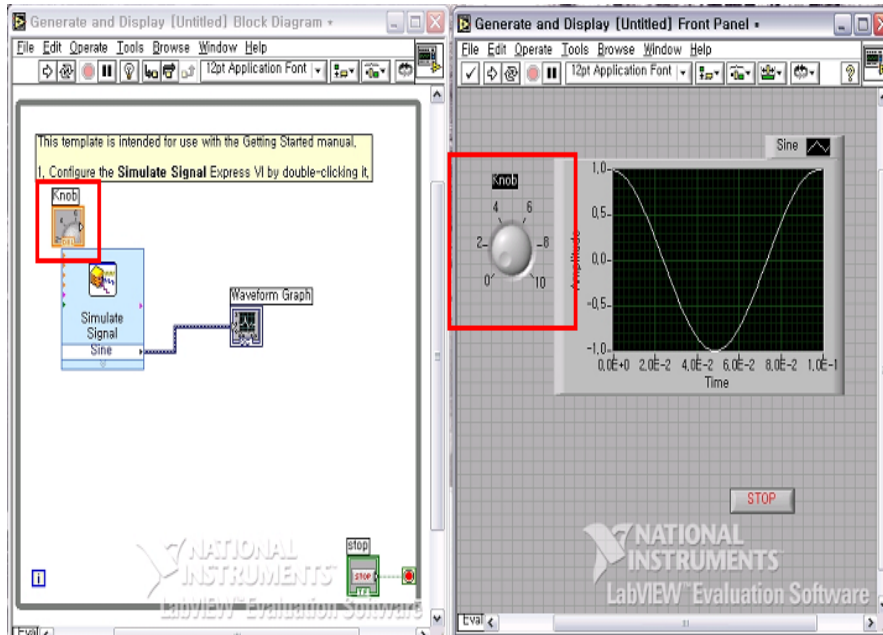 Generate and Display [Untitled] Block Diagram *
File Edit Operate Tools Browse Window Help
12pt Application Font
This template is intended for use with the Getting Started manual.
1. Configure the Simulate Signal Express VI by double-clicking it.
Knob
Simulate
Signal
Sine
Waveform Graph
stop
STOP
TF
i
NATIONAL
INSTRUMENTS
LabVIEW Evaluation Software
Eval
Generate and Display [Untitled] Front Panel *
File Edit Operate Tools Browse Window Help
12pt Application Font
Sine
Knob
4 6
2 8
0 10
Amplitude
1,0
0,5
0,0
-0,5
-1,0
0,0E+0 2,0E-2 4,0E-2 6,0E-2 8,0E-2 1,0E-1
Time
STOP
NATIONAL
INSTRUMENTS
LabVIEW™ Evaluation Software
Eval